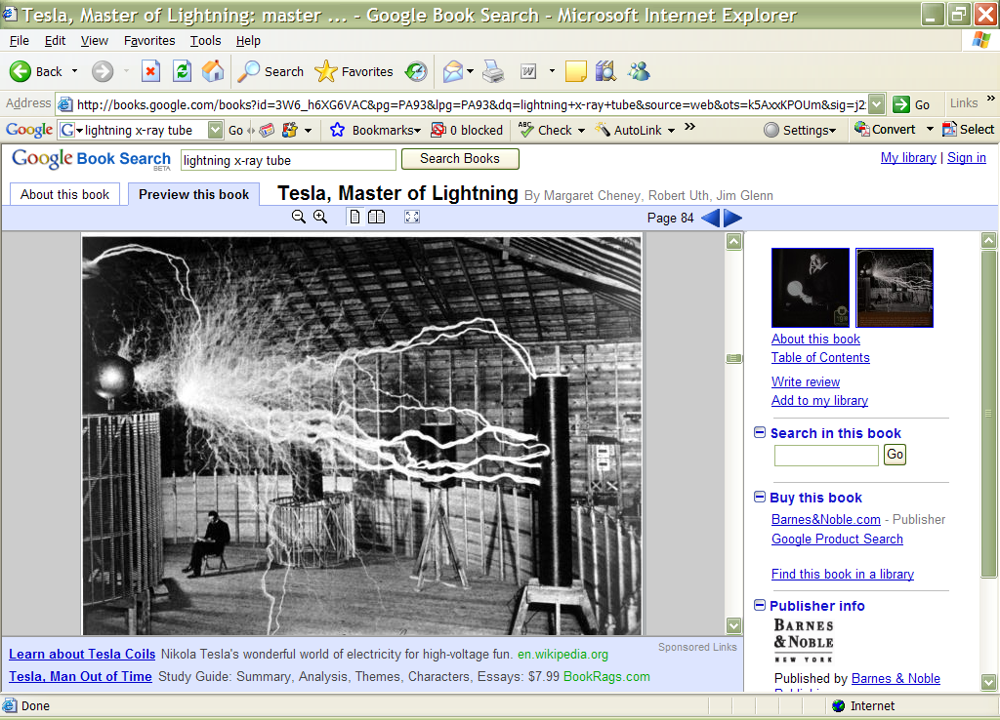 Tesla, Master of Lightning: master ... - Google Book Search - Microsoft Internet Explorer
File Edit View Favorites Tools Help
Back Search Favorites
Address http://books.google.com/books?id=3W6_h6XG6VAC&pg=PA93&lpg=PA93&dq=lightning+x-ray+tube&source=web&ots=k5AxxKPOUm&sig=j2 Go Links »
Google G lightning x-ray tube Go Bookmarks 0 blocked ABC Check AutoLink » Settings Convert Select
Google Book Search BETA lightning x-ray tube Search Books My library | Sign in
About this book Preview this book Tesla, Master of Lightning By Margaret Cheney, Robert Uth, Jim Glenn
Page 84
About this book
Table of Contents
Write review
Add to my library
Search in this book
Go
Buy this book
Barnes&Noble.com - Publisher
Google Product Search
Find this book in a library
Publisher info
BARNES
& NOBLE
NEW YORK
Published by Barnes & Noble
Sponsored Links
Learn about Tesla Coils Nikola Tesla's wonderful world of electricity for high-voltage fun. en.wikipedia.org
Tesla, Man Out of Time Study Guide: Summary, Analysis, Themes, Characters, Essays: $7.99 BookRags.com
Done Internet